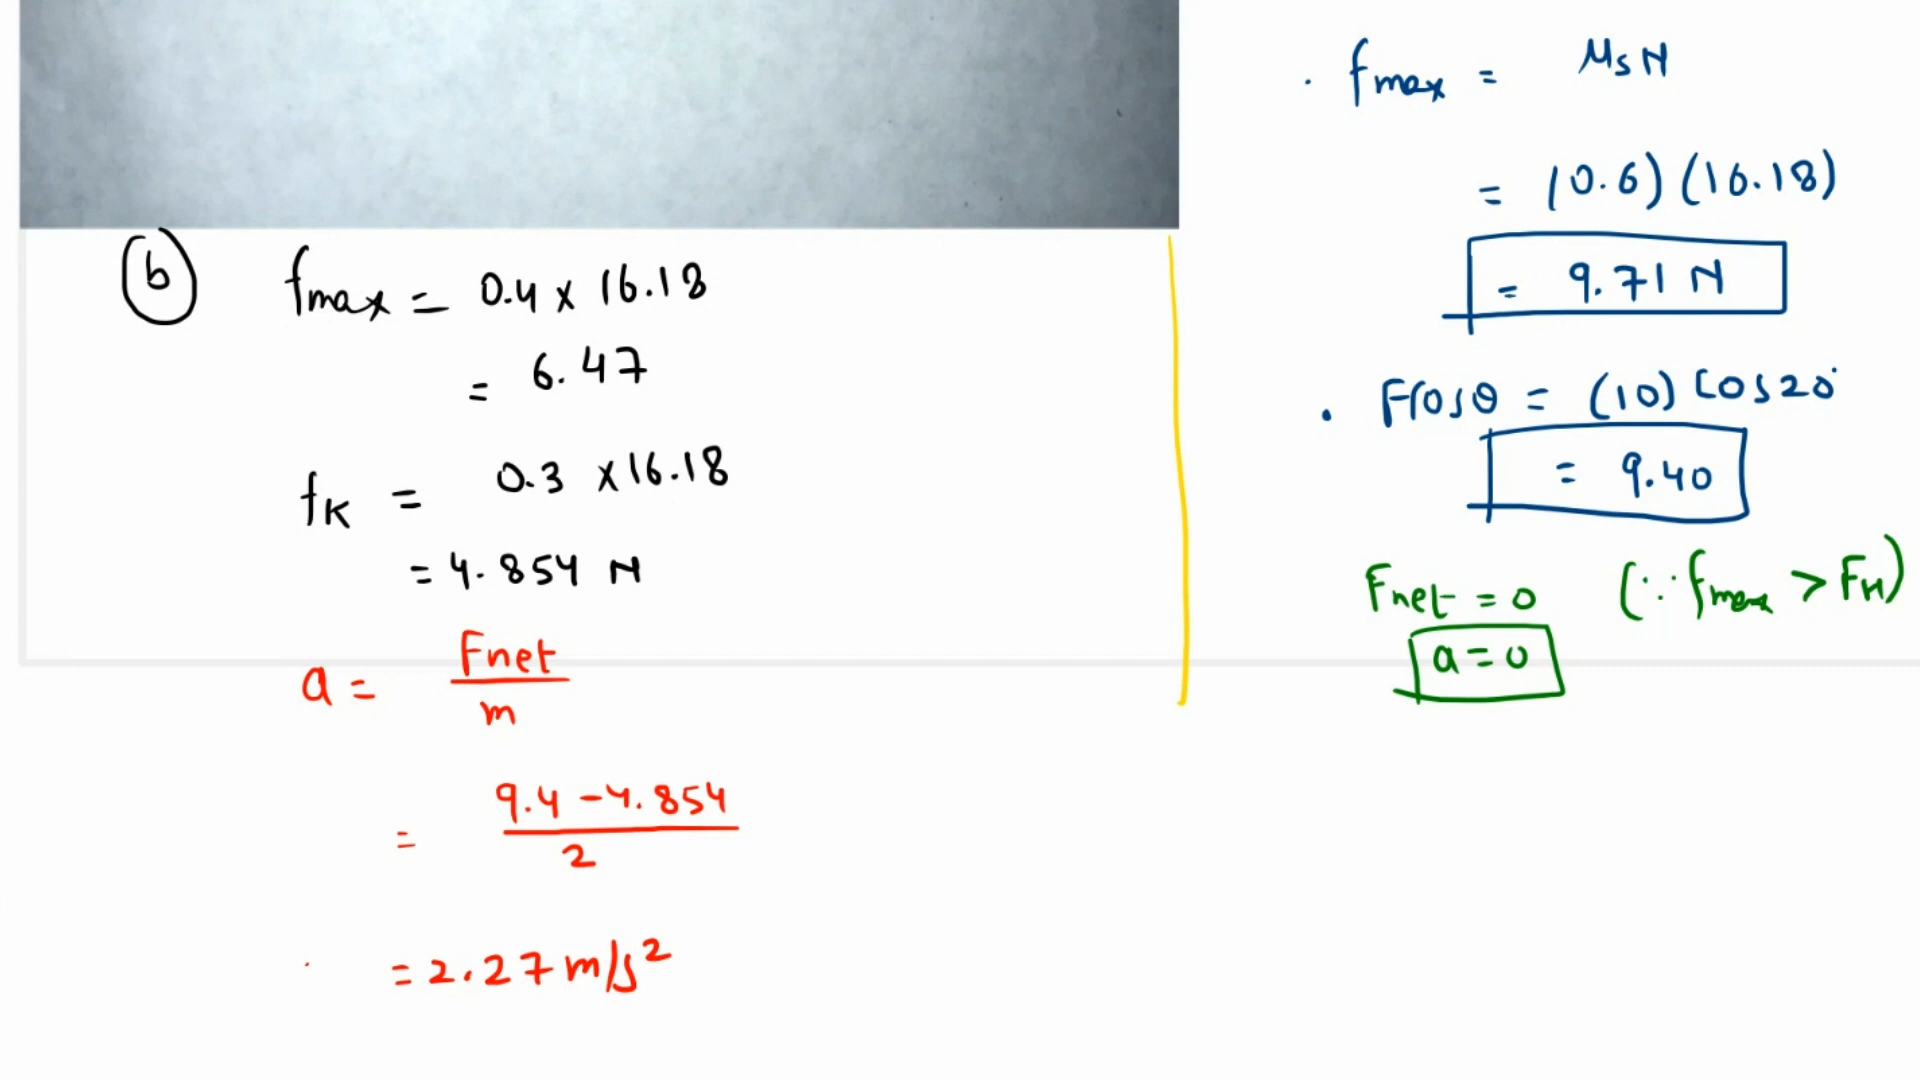 (b) fmax = 0.4 x 16.18
= 6.47
fK = 0.3 x 16.18
= 4.854 N
a = Fnet/m
= (9.4 - 4.854)/2
= 2.27 m/s²
· fmax = μsN
= (0.6) (16.18)
= 9.71 N
· Fcosθ = (10) cos20°
= 9.40
Fnet = 0 (∵ fmax > FH)
a = 0